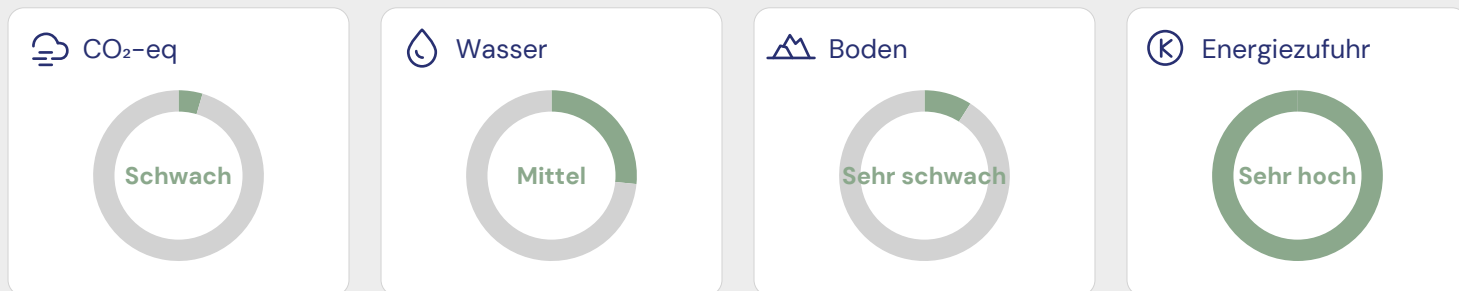 CO₂-eq
Wasser
Boden
Energiezufuhr
Schwach
Mittel
Sehr schwach
Sehr hoch